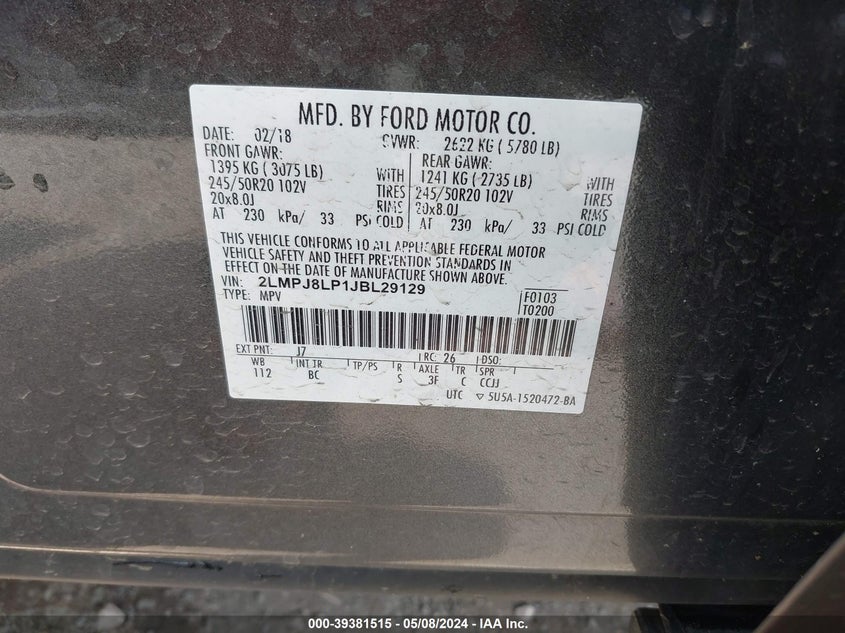 MFD. BY FORD MOTOR CO.
DATE: 02/18 GVWR: 2622 KG ( 5780 LB)
FRONT GAWR: REAR GAWR:
1395 KG ( 3075 LB) WITH 1241 KG ( 2735 LB) WITH
245/50R20 102V TIRES 245/50R20 102V TIRES
20x8.0J RIMS 20x8.0J RIMS
AT 230 kPa/ 33 PSI COLD AT 230 kPa/ 33 PSI COLD
THIS VEHICLE CONFORMS TO ALL APPLICABLE FEDERAL MOTOR
VEHICLE SAFETY AND THEFT PREVENTION STANDARDS IN
EFFECT ON THE DATE OF MANUFACTURE SHOWN ABOVE.
VIN: 2LMPJ8LP1JBL29129
TYPE: MPV F0103
T0200
EXT PNT: J7 RC: 26 DSO:
WB INT TR TP/PS R AXLE TR SPR
112 BC S 3F C CCJJ
UTC ▽ 5U5A-1520472-BA
000-39381515 - 05/08/2024 - IAA Inc.